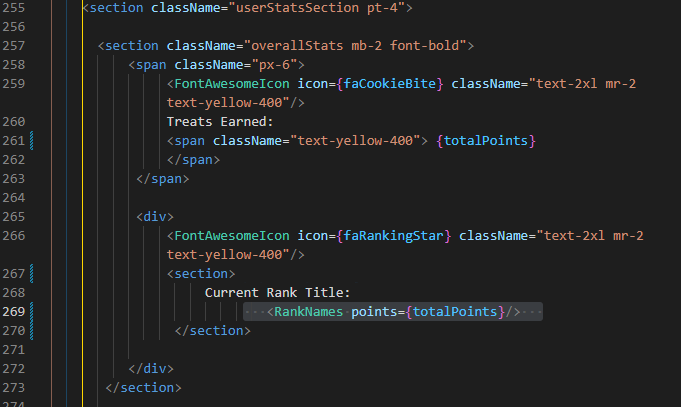 255 <section className="userStatsSection pt-4">
256
257 <section className="overallStats mb-2 font-bold">
258 <span className="px-6">
259 <FontAwesomeIcon icon={faCookieBite} className="text-2xl mr-2
text-yellow-400"/>
260 Treats Earned:
261 <span className="text-yellow-400"> {totalPoints}
262 </span>
263 </span>
264
265 <div>
266 <FontAwesomeIcon icon={faRankingStar} className="text-2xl mr-2
text-yellow-400"/>
267 <section>
268 Current Rank Title:
269 <RankNames points={totalPoints}/>
270 </section>
271
272 </div>
273 </section>
274